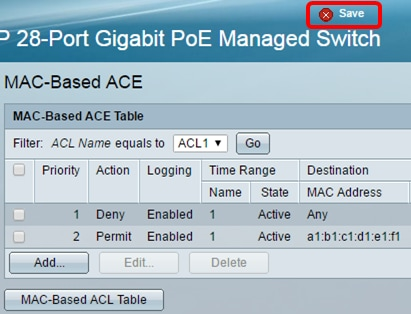 Save
P 28-Port Gigabit PoE Managed Switch
MAC-Based ACE
MAC-Based ACE Table
Filter: ACL Name equals to ACL1 Go
Priority Action Logging Time Range Destination
Name State MAC Address
1 Deny Enabled 1 Active Any
2 Permit Enabled 1 Active a1:b1:c1:d1:e1:f1
Add... Edit... Delete
MAC-Based ACL Table